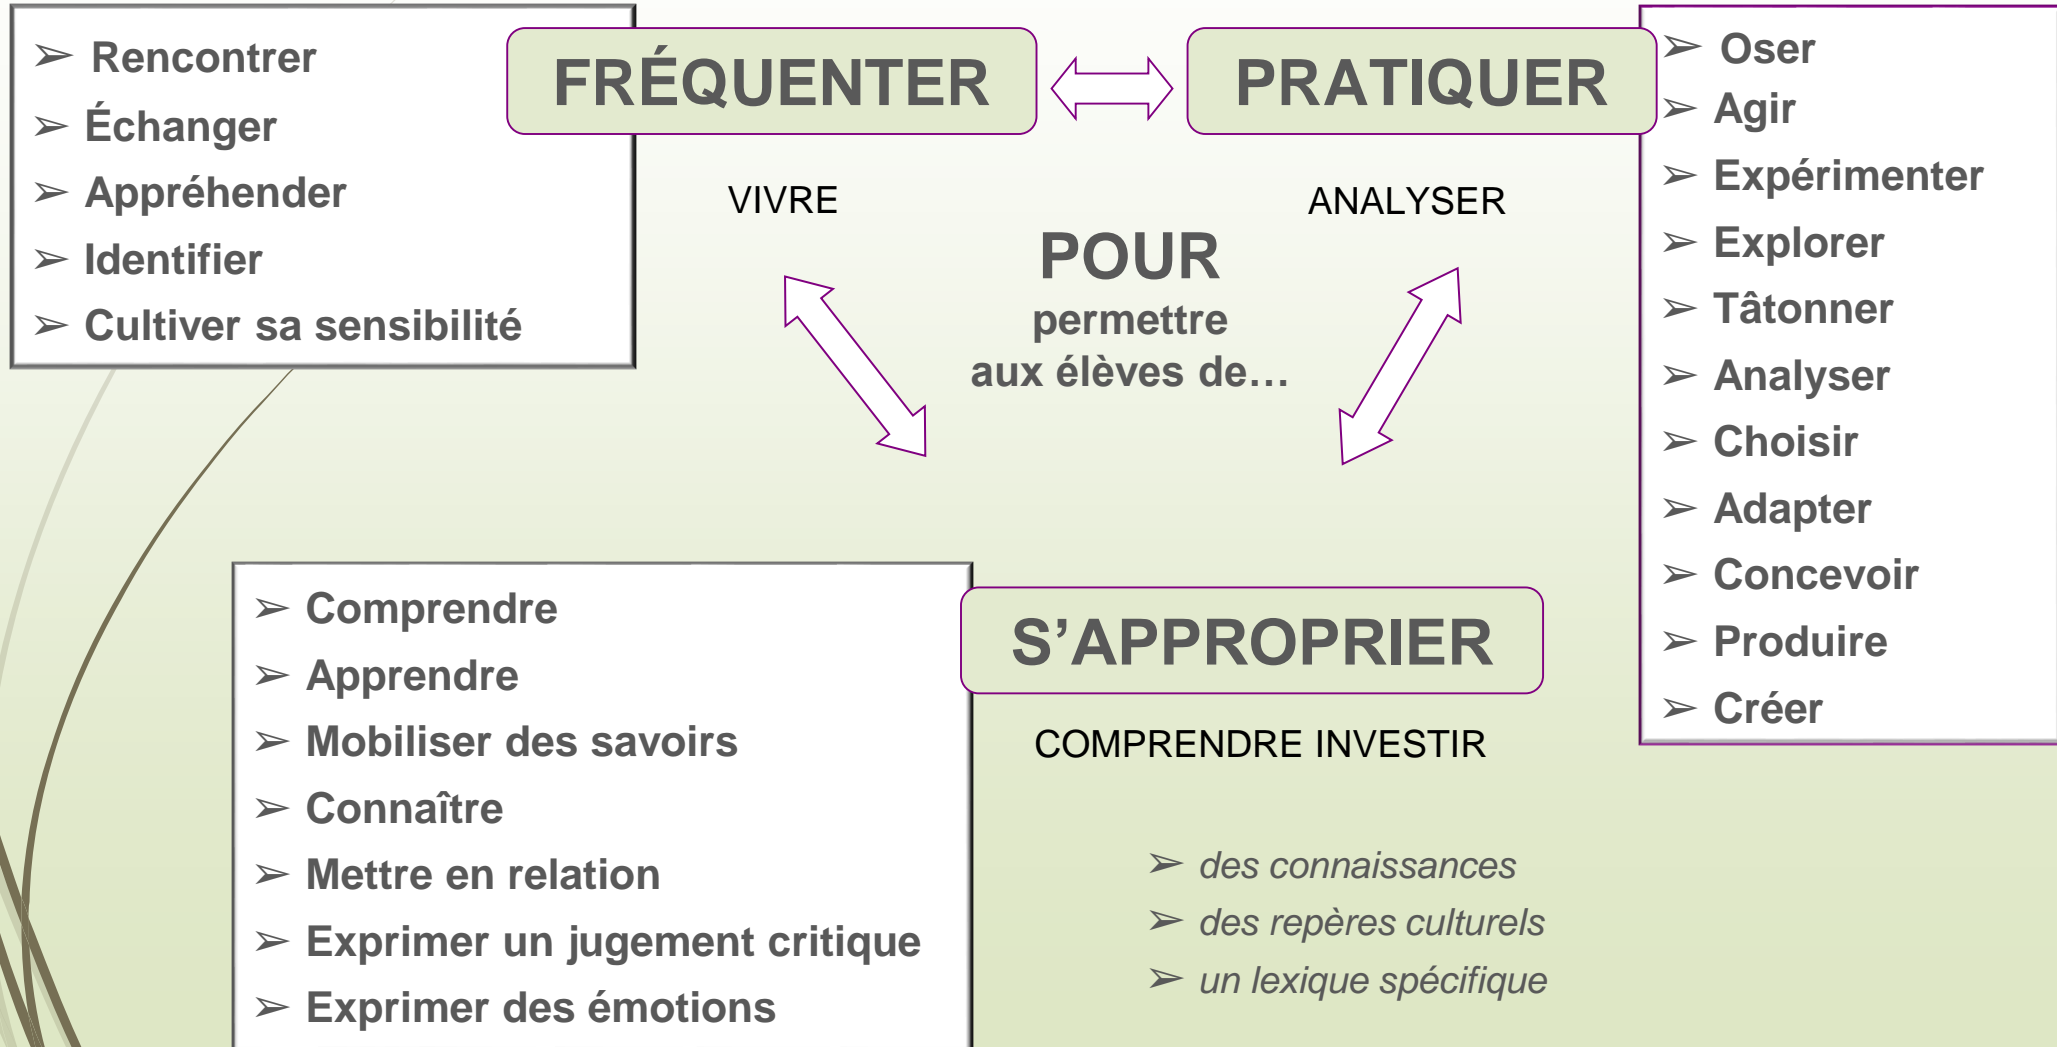 ➢ Rencontrer
➢ Échanger
➢ Appréhender
➢ Identifier
➢ Cultiver sa sensibilité
FRÉQUENTER
VIVRE
PRATIQUER
ANALYSER
➢ Oser
➢ Agir
➢ Expérimenter
➢ Explorer
➢ Tâtonner
➢ Analyser
➢ Choisir
➢ Adapter
➢ Concevoir
➢ Produire
➢ Créer
POUR
permettre
aux élèves de…
➢ Comprendre
➢ Apprendre
➢ Mobiliser des savoirs
➢ Connaître
➢ Mettre en relation
➢ Exprimer un jugement critique
➢ Exprimer des émotions
S’APPROPRIER
COMPRENDRE INVESTIR
➢ des connaissances
➢ des repères culturels
➢ un lexique spécifique